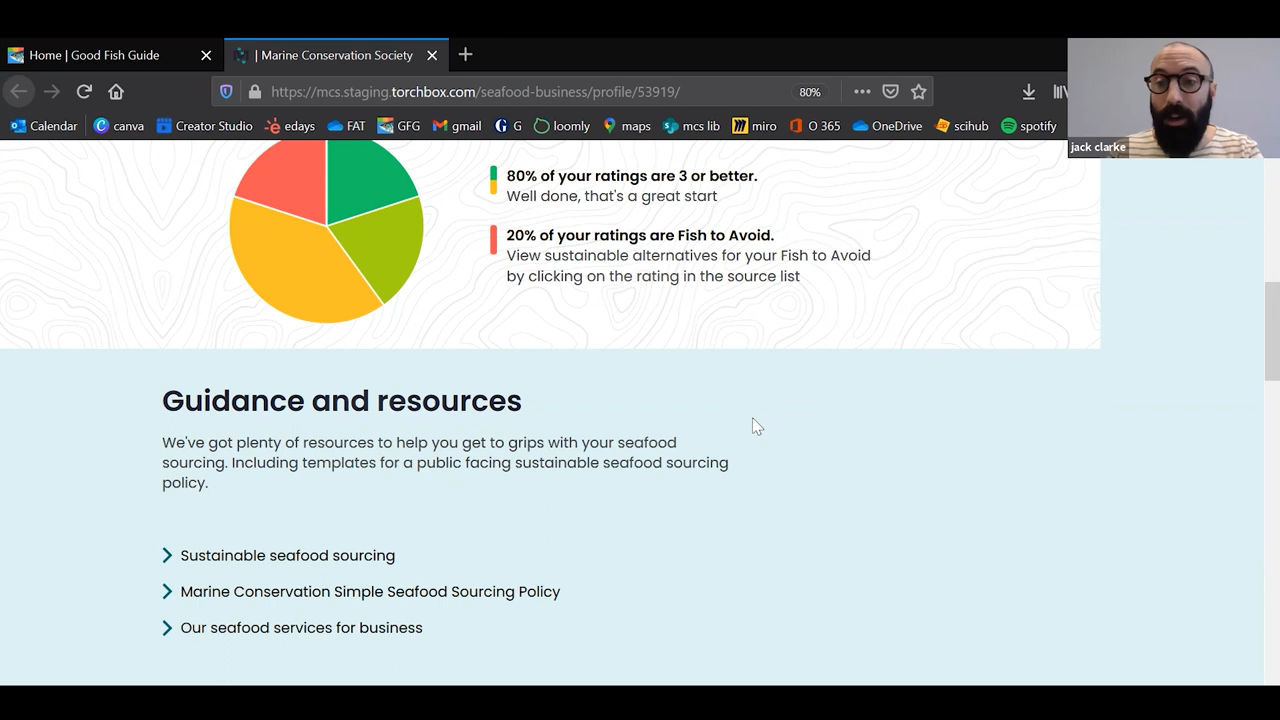 Home | Good Fish Guide
| Marine Conservation Society
https://mcs.staging.torchbox.com/seafood-business/profile/53919/
80%
Calendar
canva
Creator Studio
edays
FAT
GFG
gmail
G
loomly
maps
mcs lib
miro
O 365
OneDrive
scihub
spotify
jack clarke
80% of your ratings are 3 or better.
Well done, that's a great start
20% of your ratings are Fish to Avoid.
View sustainable alternatives for your Fish to Avoid
by clicking on the rating in the source list
Guidance and resources
We've got plenty of resources to help you get to grips with your seafood
sourcing. Including templates for a public facing sustainable seafood sourcing
policy.
Sustainable seafood sourcing
Marine Conservation Simple Seafood Sourcing Policy
Our seafood services for business